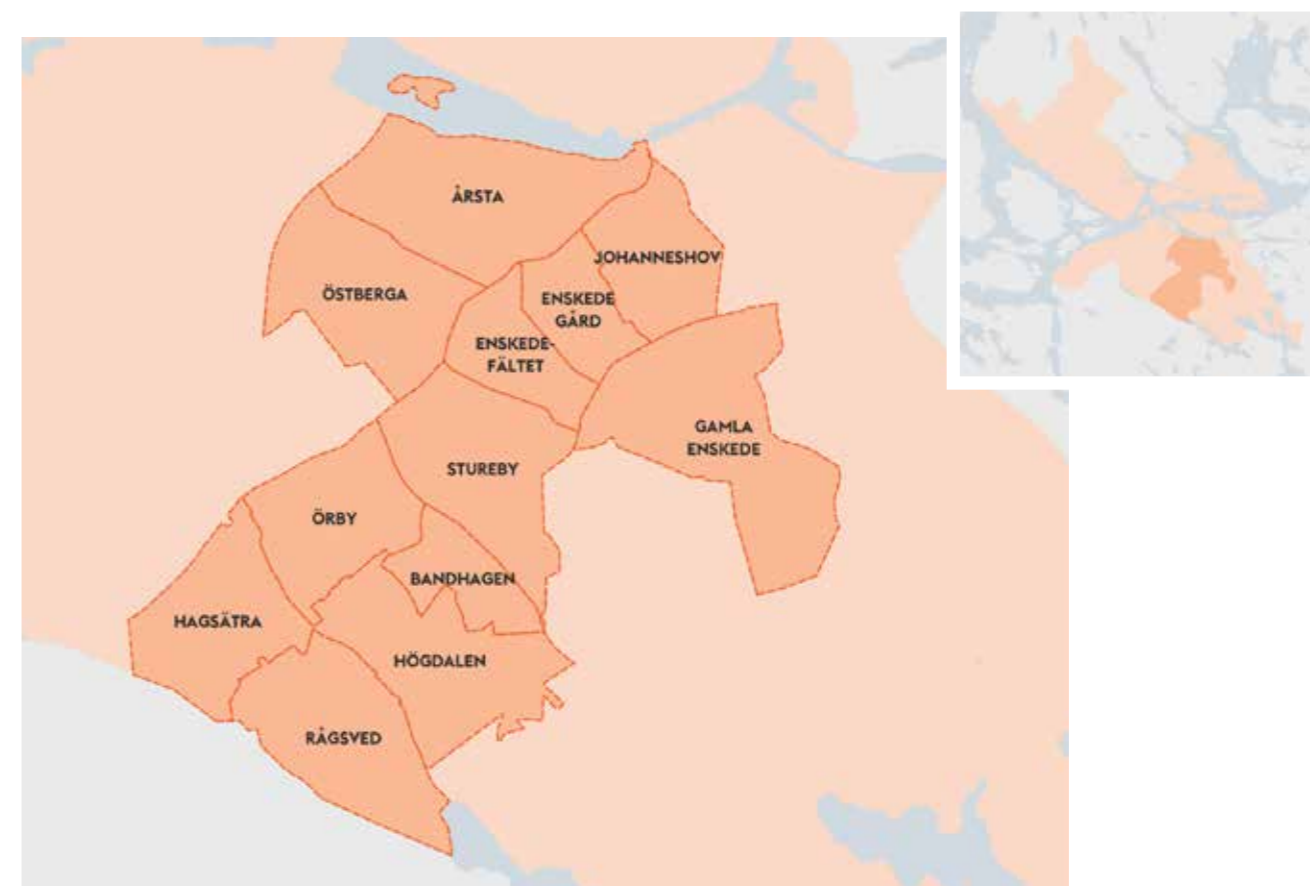 ÅRSTA
JOHANNESHOV
ÖSTBERGA
ENSKEDE
GÅRD
ENSKEDE-
FÄLTET
GAMLA
ENSKEDE
STUREBY
ÖRBY
BANDHAGEN
HAGSÄTRA
HÖGDALEN
RÅGSVED